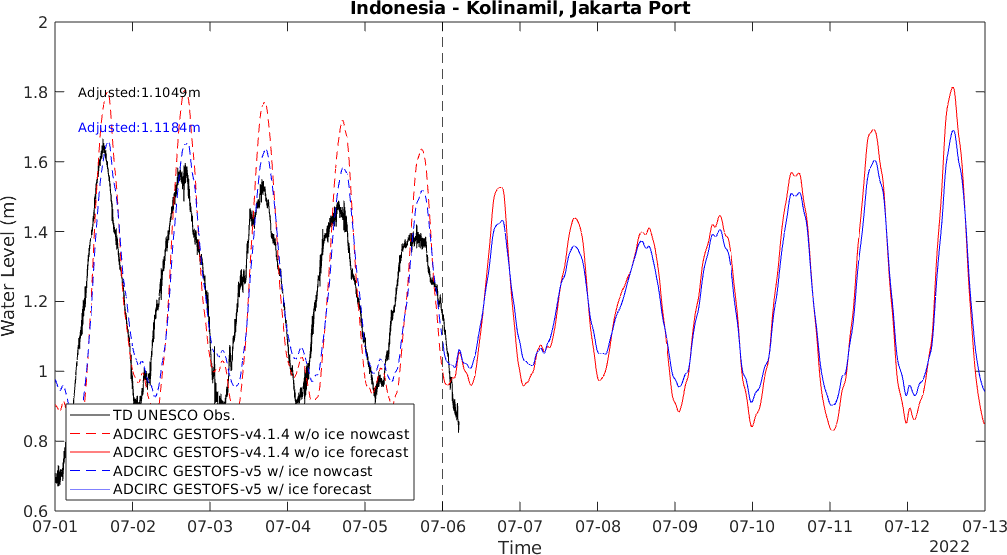 Indonesia - Kolinamil, Jakarta Port
Water Level (m)
2
1.8
1.6
1.4
1.2
1
0.8
0.6
Adjusted:1.1049m
Adjusted:1.1184m
TD UNESCO Obs.
ADCIRC GESTOFS-v4.1.4 w/o ice nowcast
ADCIRC GESTOFS-v4.1.4 w/o ice forecast
ADCIRC GESTOFS-v5 w/ ice nowcast
ADCIRC GESTOFS-v5 w/ ice forecast
07-01 07-02 07-03 07-04 07-05 07-06 07-07 07-08 07-09 07-10 07-11 07-12 07-13
Time
2022